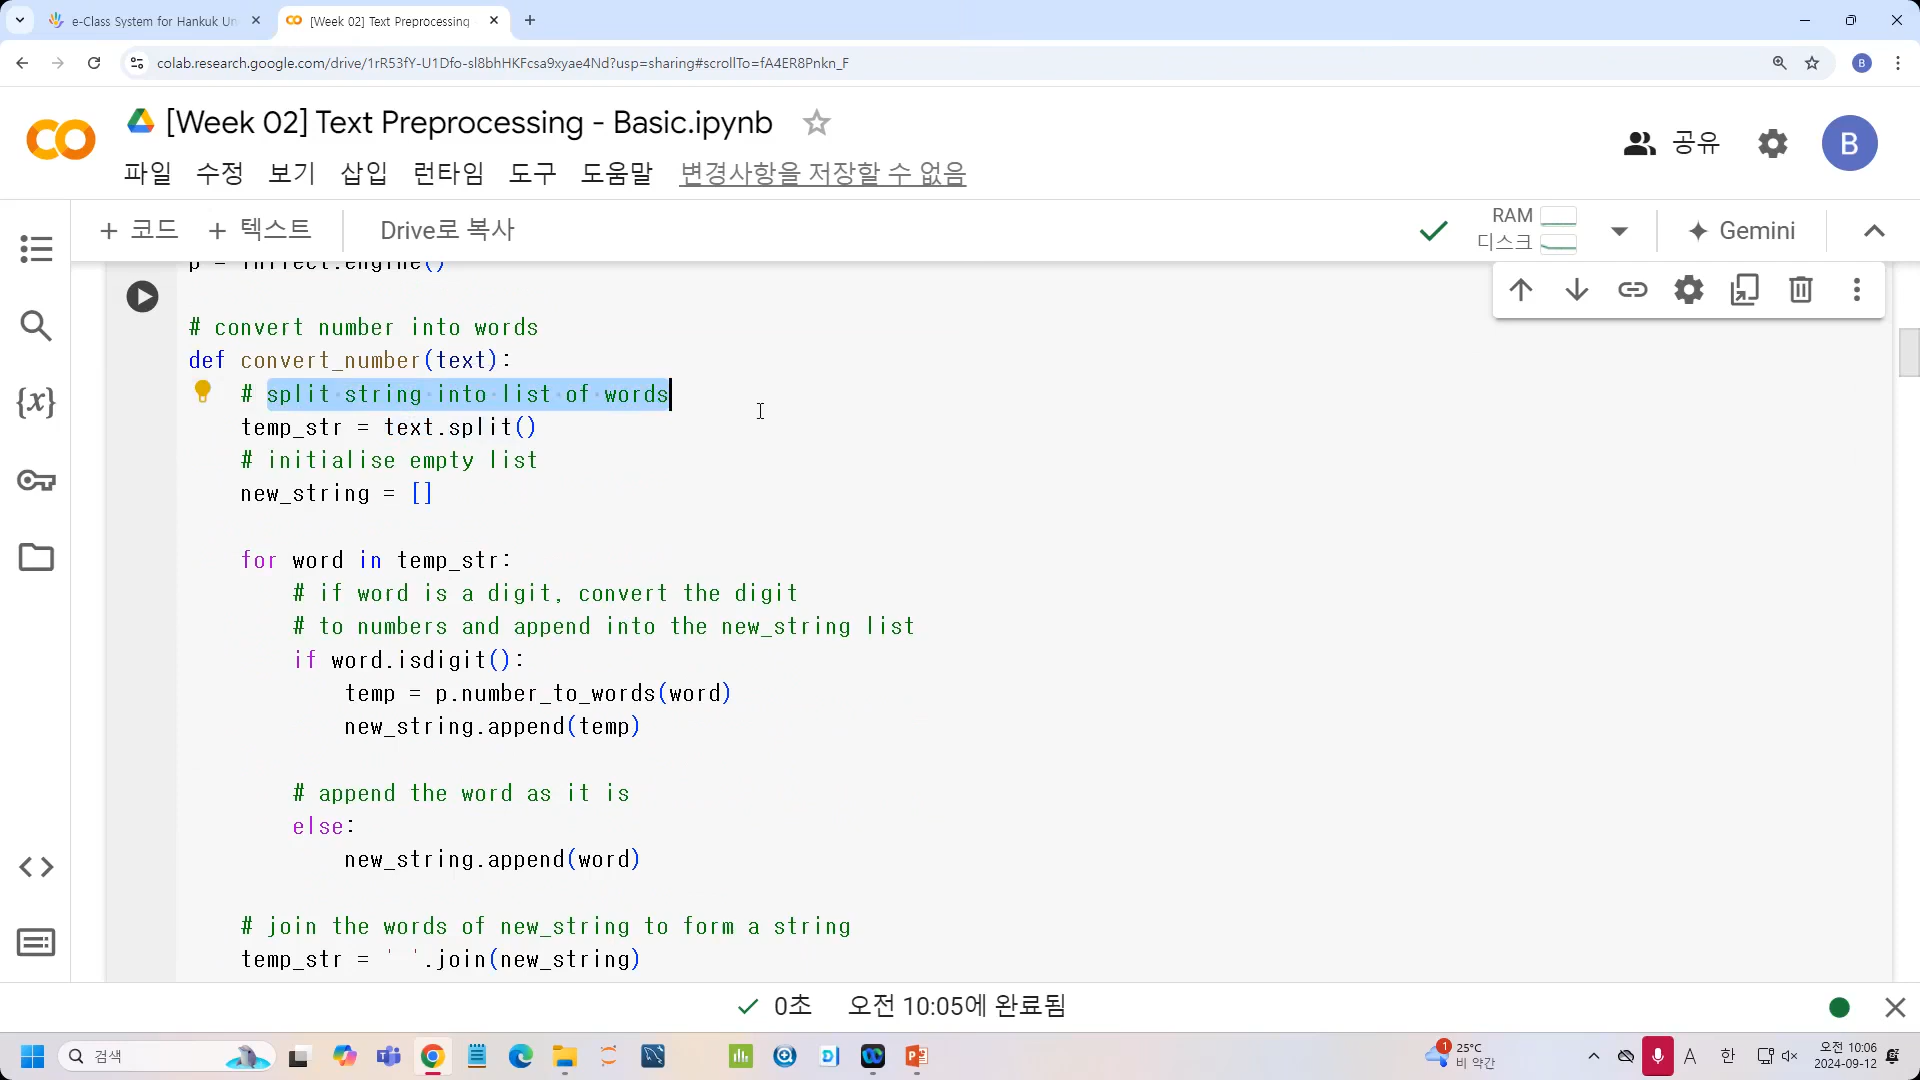 e-Class System for Hankuk Un
[Week 02] Text Preprocessing
colab.research.google.com/drive/1rR53fY-U1Dfo-sl8bhHKFcsa9xyae4Nd?usp=sharing#scrollTo=fA4ER8Pnkn_F
B
[Week 02] Text Preprocessing - Basic.ipynb
파일 수정 보기 삽입 런타임 도구 도움말 변경사항을 저장할 수 없음
공유
B
+ 코드 + 텍스트 Drive로 복사
RAM
디스크
Gemini
p = inflect.engine()
# convert number into words
def convert_number(text):
# split string into list of words
temp_str = text.split()
# initialise empty list
new_string = []
for word in temp_str:
# if word is a digit, convert the digit
# to numbers and append into the new_string list
if word.isdigit():
temp = p.number_to_words(word)
new_string.append(temp)
# append the word as it is
else:
new_string.append(word)
# join the words of new_string to form a string
temp_str = ' '.join(new_string)
{x}
0초 오전 10:05에 완료됨
검색
1
25°C
비 약간
A
한
오전 10:06
2024-09-12